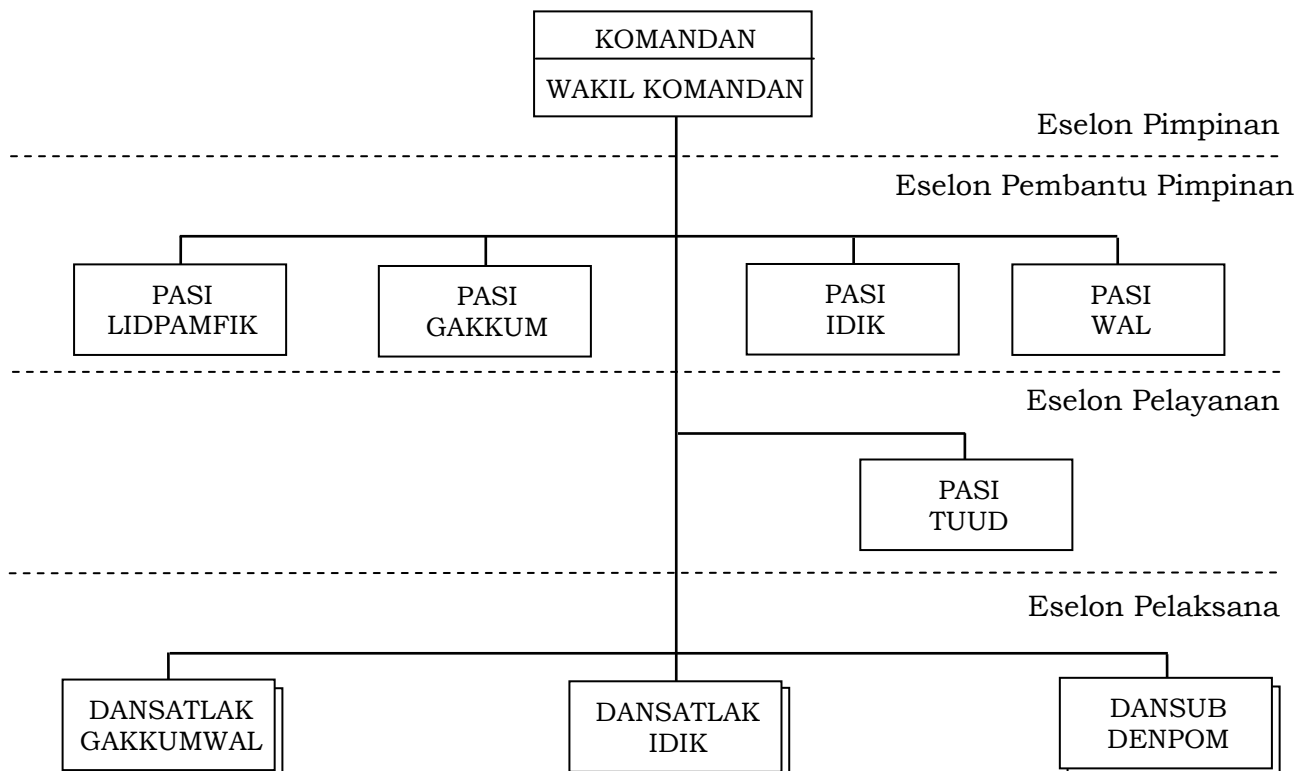 KOMANDAN
WAKIL KOMANDAN
Eselon Pimpinan
Eselon Pembantu Pimpinan
PASI
LIDPAMFIK
PASI
GAKKUM
PASI
IDIK
PASI
WAL
Eselon Pelayanan
PASI
TUUD
Eselon Pelaksana
DANSATLAK
GAKKUMWAL
DANSATLAK
IDIK
DANSUB
DENPOM